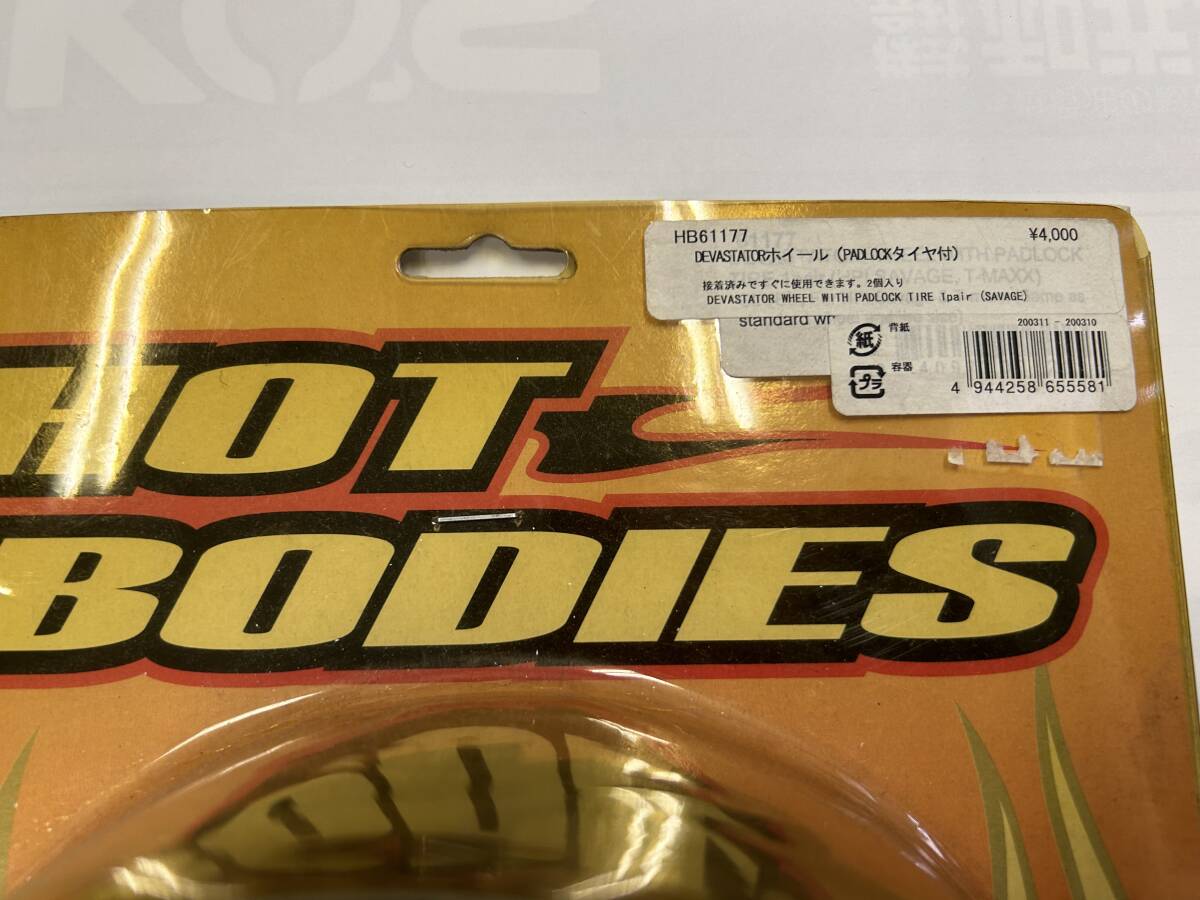 HB61177 ¥4,000
DEVASTATORホイール (PADLOCKタイヤ付)
接着済みですぐに使用できます。2個入り
DEVASTATOR WHEEL WITH PADLOCK TIRE 1pair (SAVAGE)
standard
200311 - 200310
紙 背紙
プラ 容器
4 944258 655581
HOT
BODIES